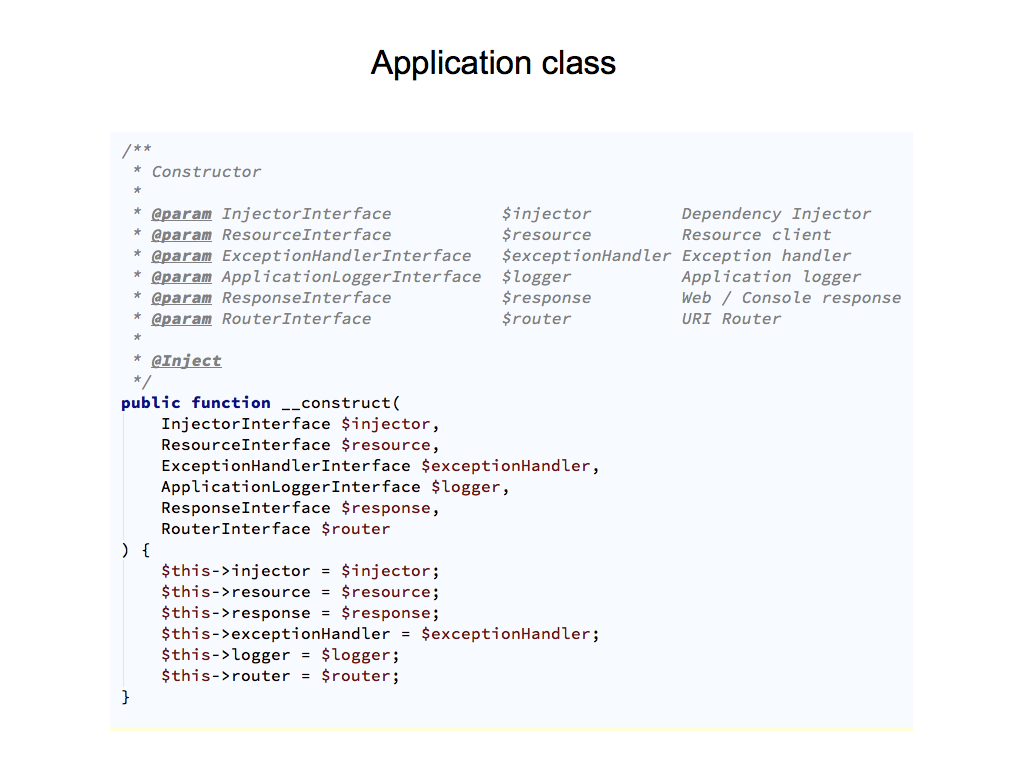 Application class
/**
 * Constructor
 *
 * @param InjectorInterface           $injector         Dependency Injector
 * @param ResourceInterface           $resource         Resource client
 * @param ExceptionHandlerInterface   $exceptionHandler Exception handler
 * @param ApplicationLoggerInterface  $logger           Application logger
 * @param ResponseInterface           $response         Web / Console response
 * @param RouterInterface             $router           URI Router
 *
 * @Inject
 */
public function __construct(
    InjectorInterface $injector,
    ResourceInterface $resource,
    ExceptionHandlerInterface $exceptionHandler,
    ApplicationLoggerInterface $logger,
    ResponseInterface $response,
    RouterInterface $router
) {
    $this->injector = $injector;
    $this->resource = $resource;
    $this->response = $response;
    $this->exceptionHandler = $exceptionHandler;
    $this->logger = $logger;
    $this->router = $router;
}